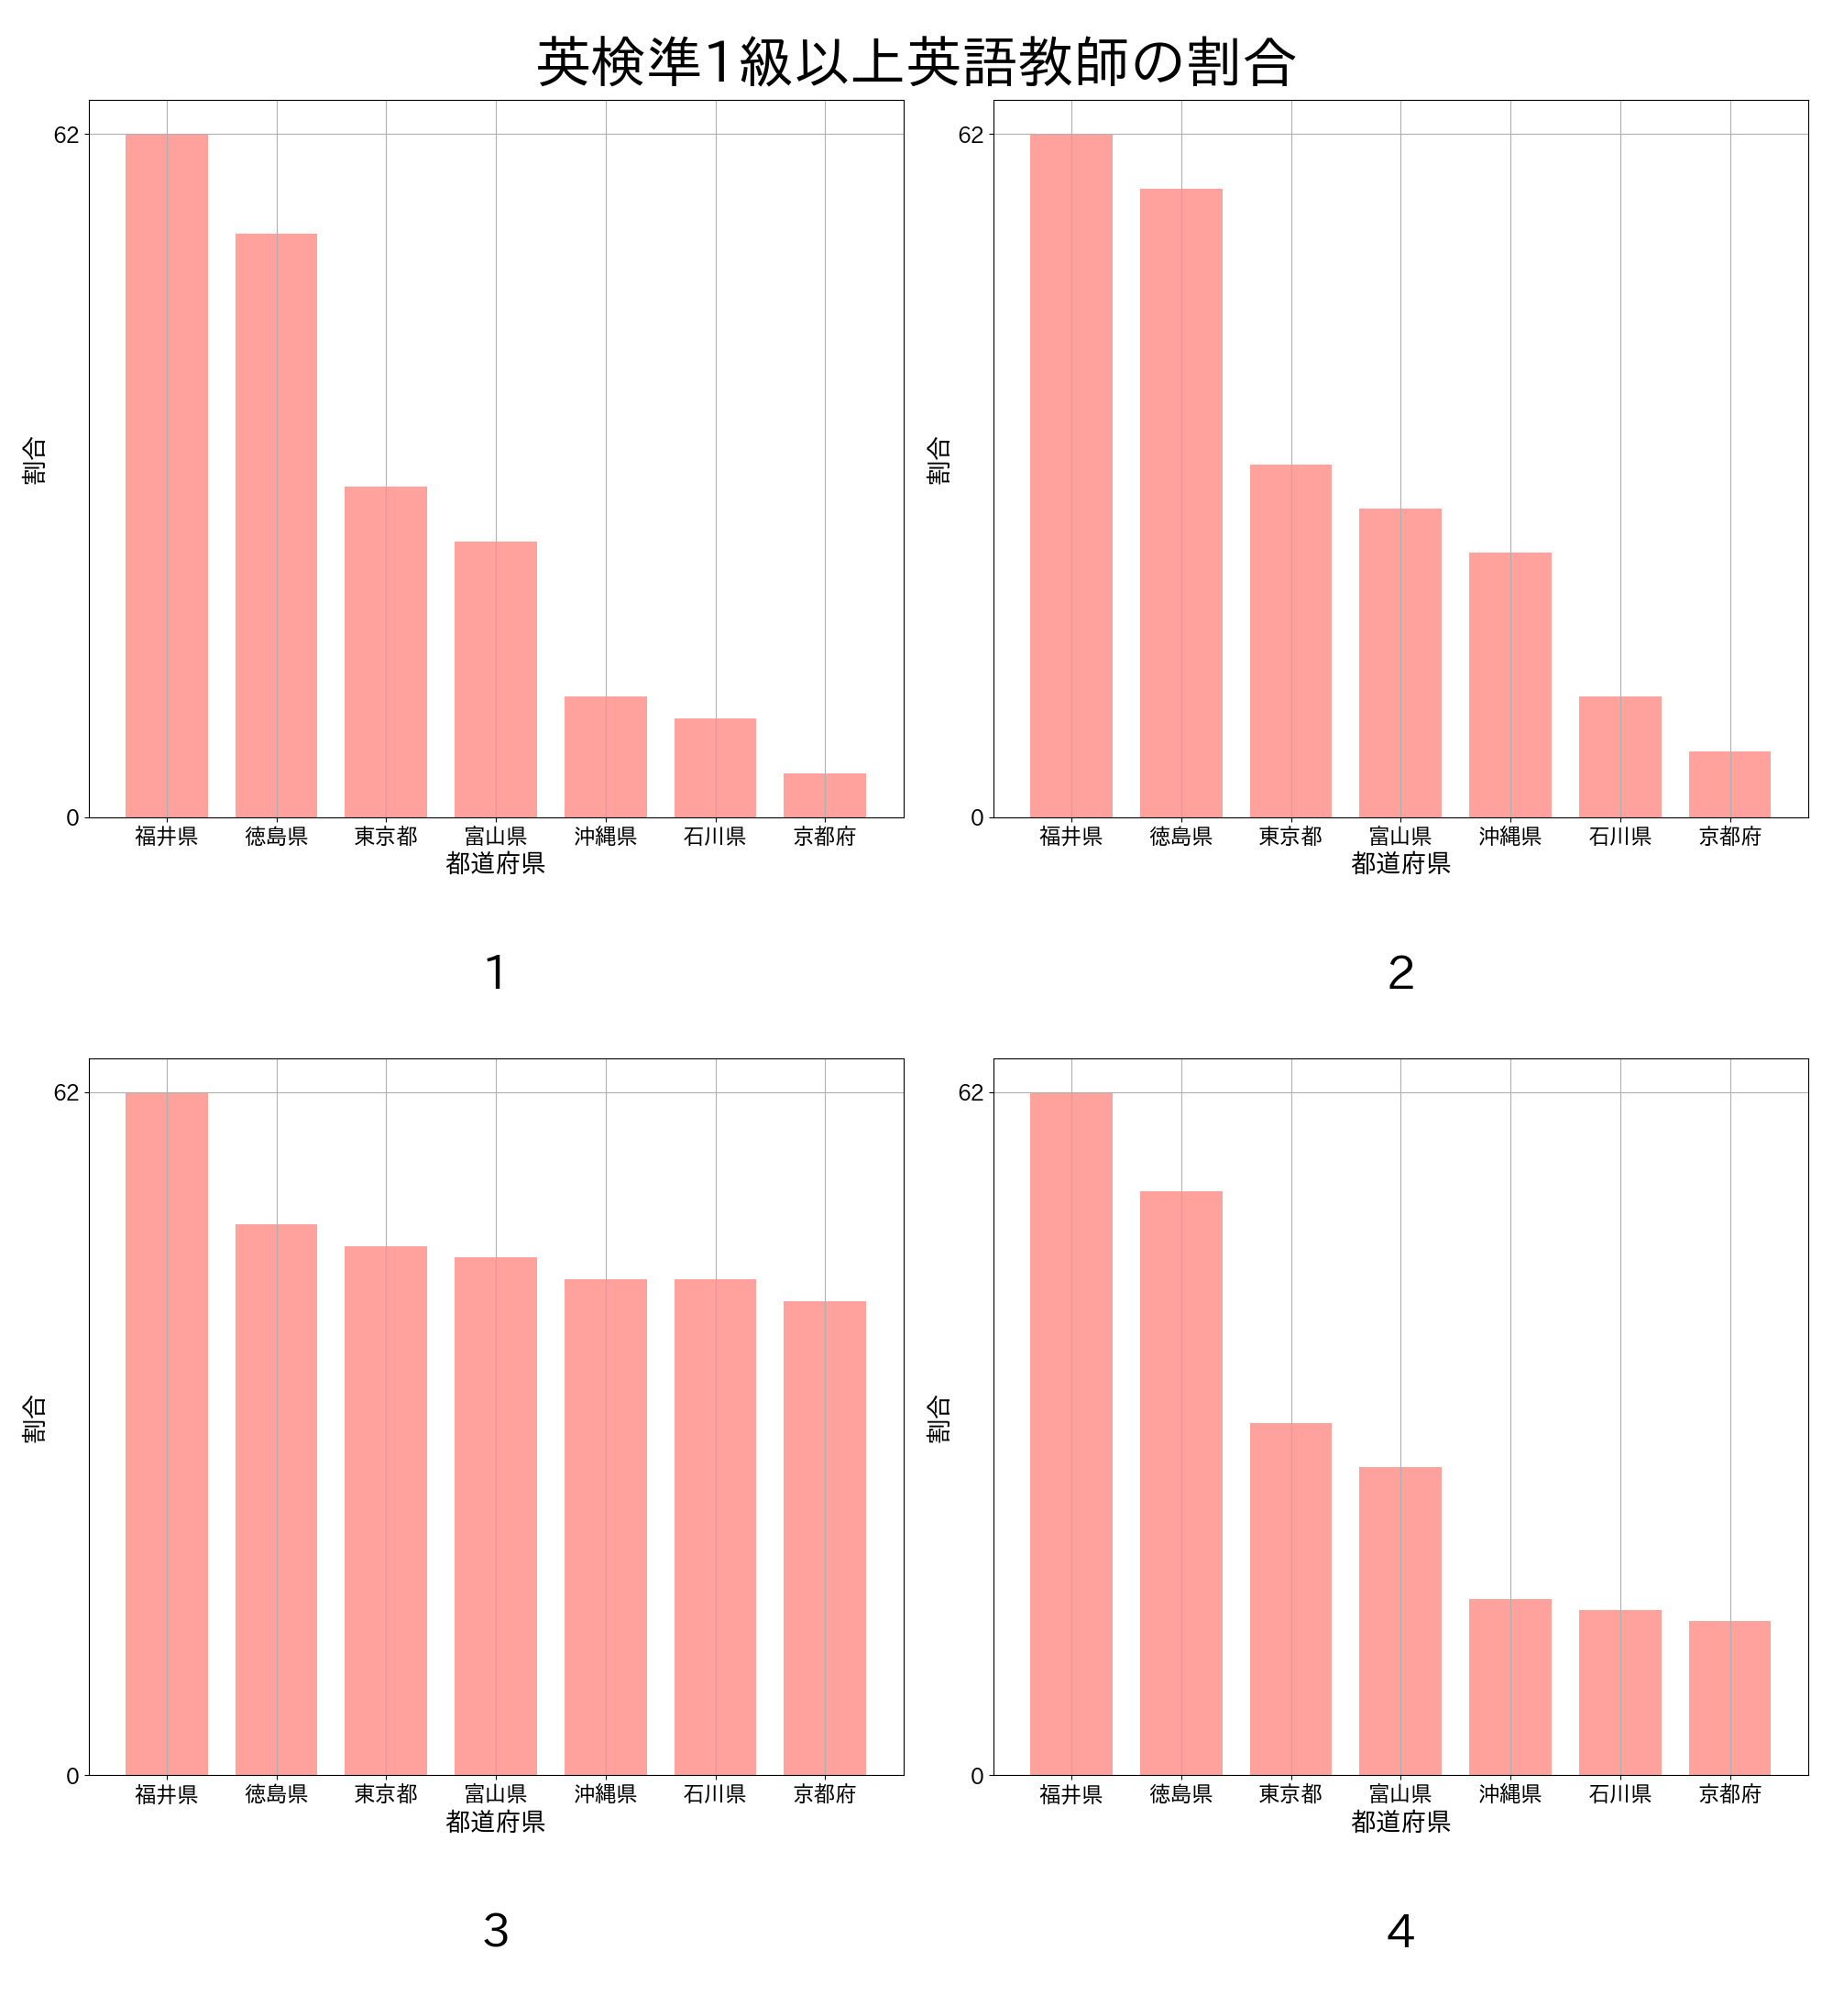 英検準1級以上英語教師の割合
62
割合
0
福井県 徳島県 東京都 富山県 沖縄県 石川県 京都府
都道府県
1
62
割合
0
福井県 徳島県 東京都 富山県 沖縄県 石川県 京都府
都道府県
2
62
割合
0
福井県 徳島県 東京都 富山県 沖縄県 石川県 京都府
都道府県
3
62
割合
0
福井県 徳島県 東京都 富山県 沖縄県 石川県 京都府
都道府県
4